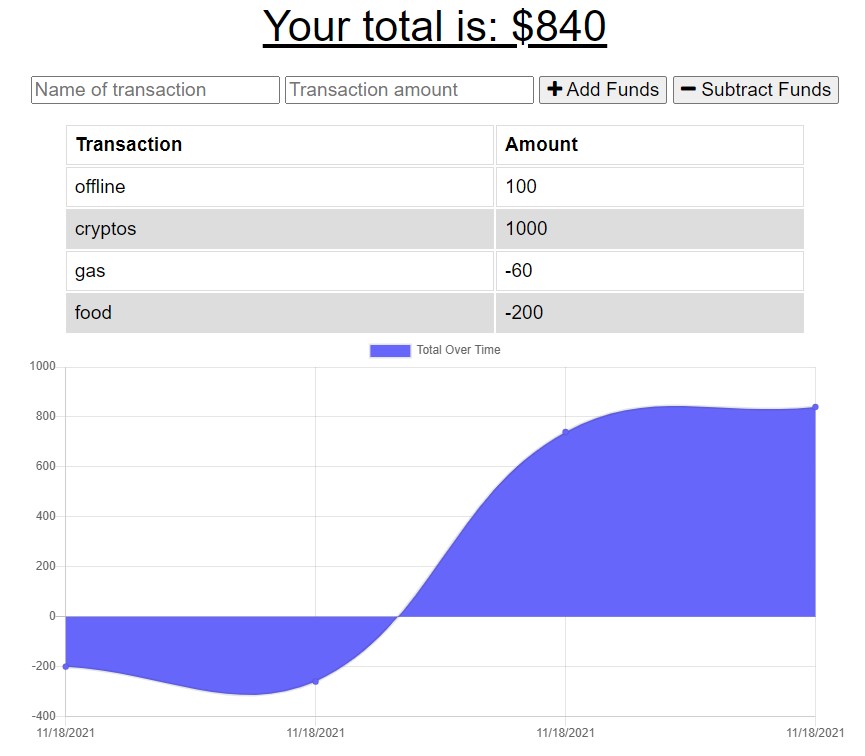 Your total is: $840
Name of transaction Transaction amount + Add Funds − Subtract Funds
Transaction Amount
offline 100
cryptos 1000
gas -60
food -200
Total Over Time
1000
800
600
400
200
0
-200
-400
11/18/2021 11/18/2021 11/18/2021 11/18/2021